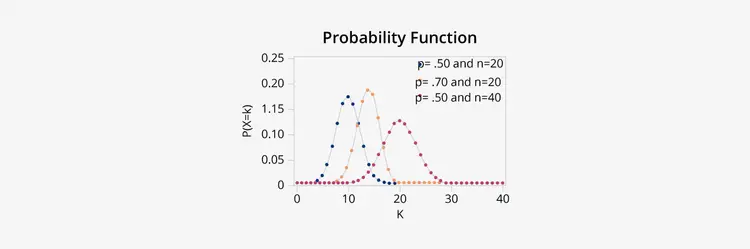 Probability Function
0.25
0.20
1.15
0.10
0.05
0
P(X=k)
p= .50 and n=20
p= .70 and n=20
p= .50 and n=40
0 10 20 30 40
K